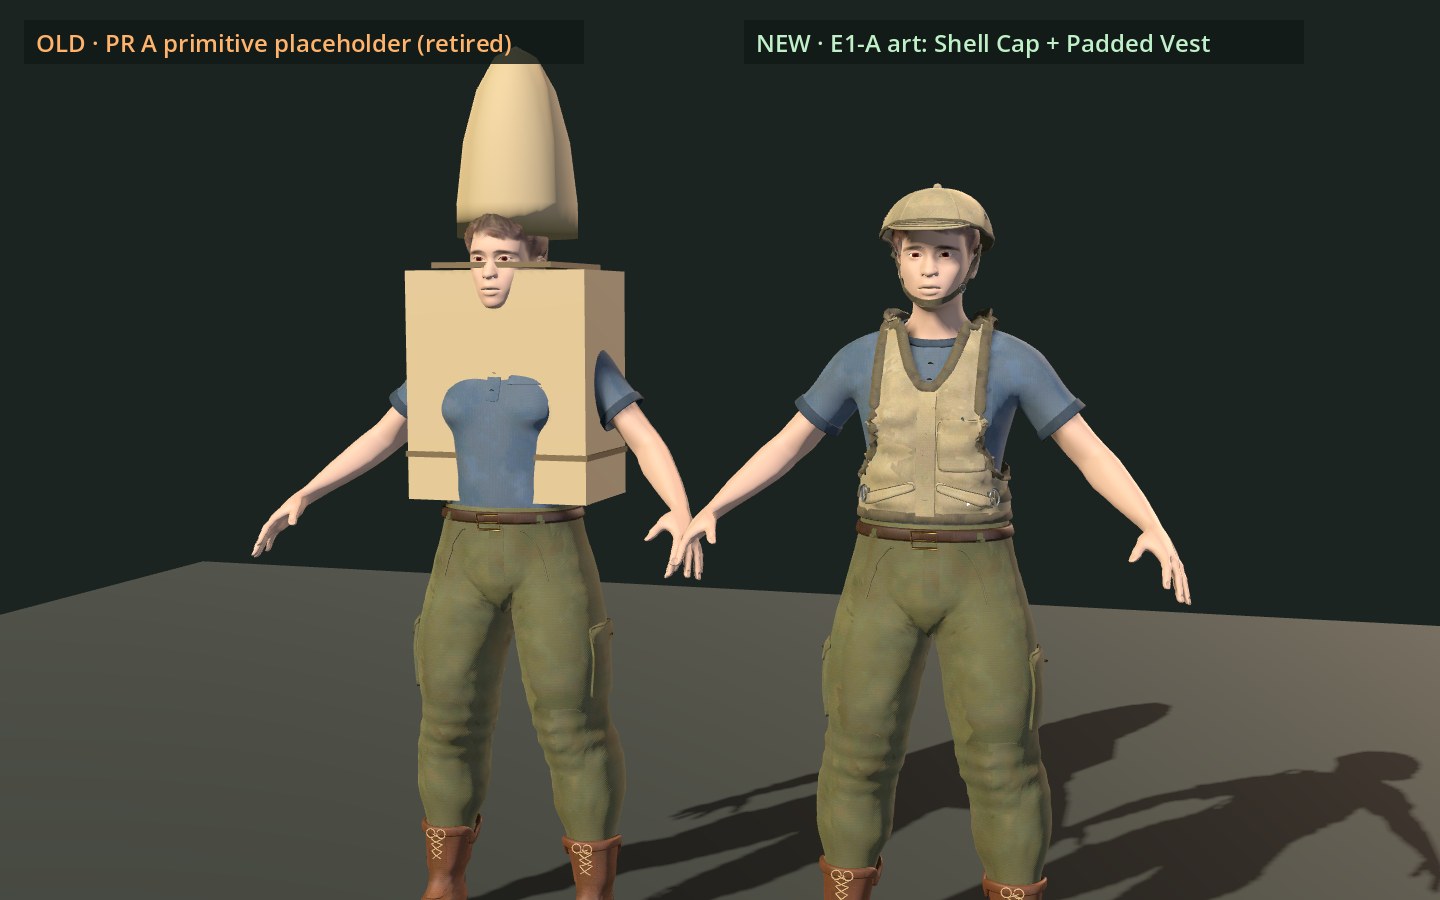 OLD · PR A primitive placeholder (retired)
NEW · E1-A art: Shell Cap + Padded Vest